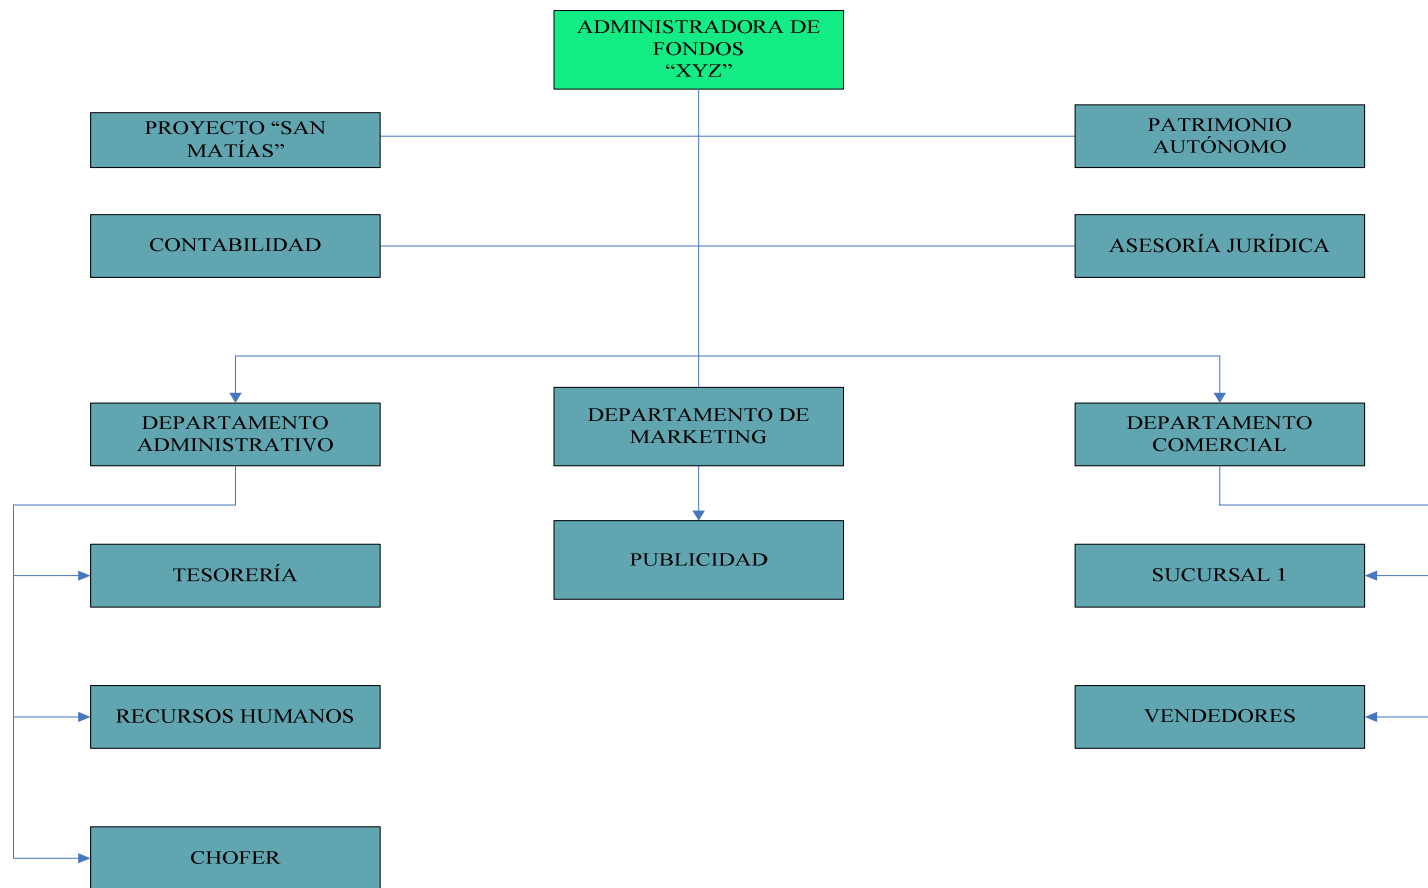 ADMINISTRADORA DE
FONDOS
“XYZ”
PROYECTO “SAN
MATÍAS”
PATRIMONIO
AUTÓNOMO
CONTABILIDAD
ASESORÍA JURÍDICA
DEPARTAMENTO
ADMINISTRATIVO
DEPARTAMENTO DE
MARKETING
DEPARTAMENTO
COMERCIAL
TESORERÍA
PUBLICIDAD
SUCURSAL 1
RECURSOS HUMANOS
VENDEDORES
CHOFER